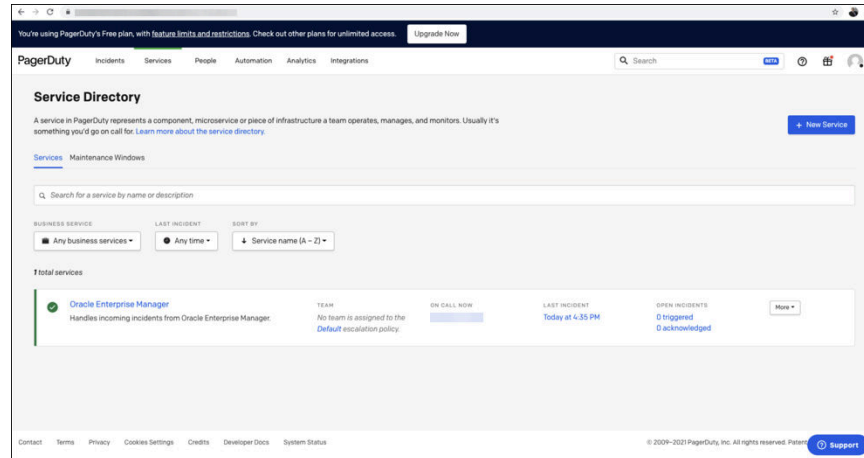 You're using PagerDuty's Free plan, with feature limits and restrictions. Check out other plans for unlimited access. Upgrade Now
PagerDuty Incidents Services People Automation Analytics Integrations Search BETA
Service Directory
A service in PagerDuty represents a component, microservice or piece of infrastructure a team operates, manages, and monitors. Usually it's
something you'd go on call for. Learn more about the service directory.
+ New Service
Services Maintenance Windows
Search for a service by name or description
BUSINESS SERVICE LAST INCIDENT SORT BY
Any business services Any time Service name (A – Z)
1 total services
Oracle Enterprise Manager
Handles incoming incidents from Oracle Enterprise Manager.
TEAM
No team is assigned to the
Default escalation policy.
ON CALL NOW
LAST INCIDENT
Today at 4:35 PM
OPEN INCIDENTS
0 triggered
0 acknowledged
More
Contact Terms Privacy Cookies Settings Credits Developer Docs System Status © 2009–2021 PagerDuty, Inc. All rights reserved. Patent
Support